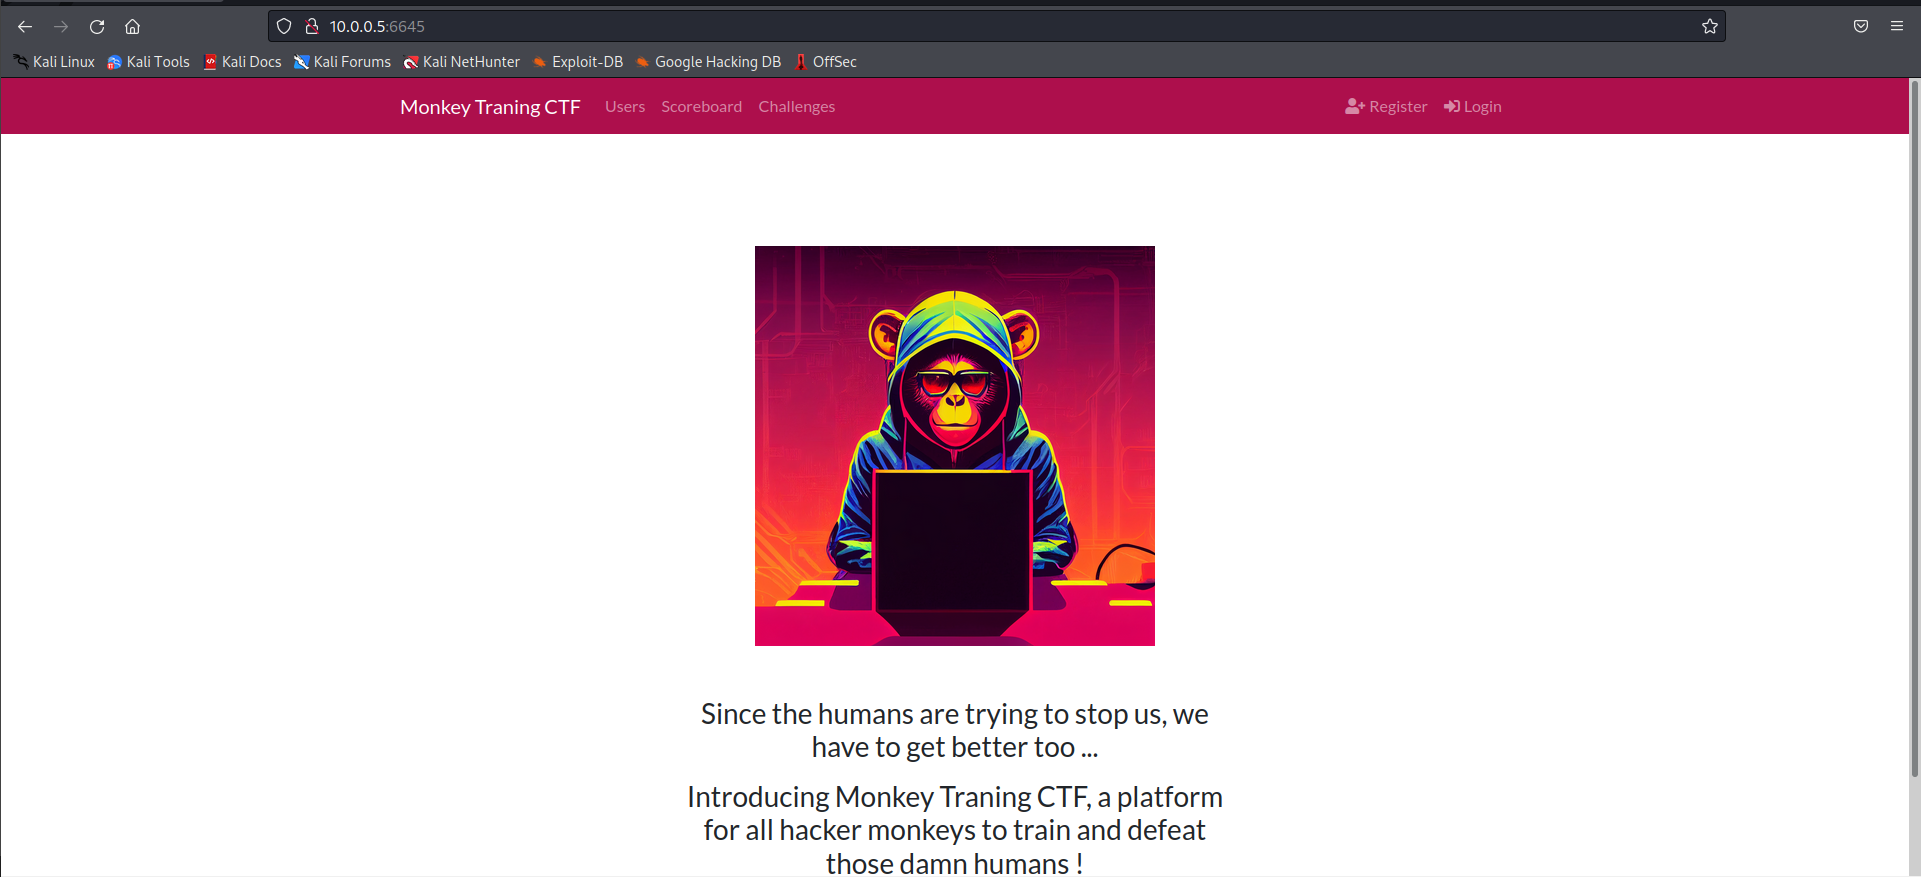 10.0.0.5:6645
Kali Linux Kali Tools Kali Docs Kali Forums Kali NetHunter Exploit-DB Google Hacking DB OffSec
Monkey Traning CTF Users Scoreboard Challenges Register Login
Since the humans are trying to stop us, we
have to get better too ...
Introducing Monkey Traning CTF, a platform
for all hacker monkeys to train and defeat
those damn humans !